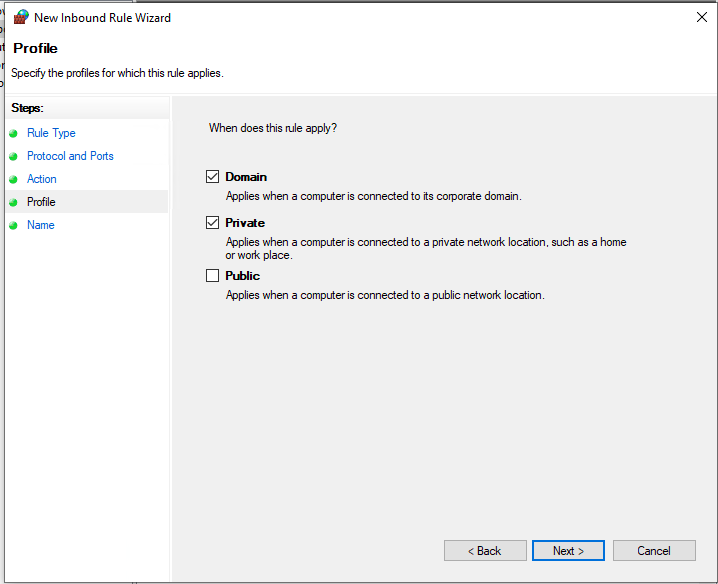 New Inbound Rule Wizard
Profile
Specify the profiles for which this rule applies.
Steps:
Rule Type
Protocol and Ports
Action
Profile
Name
When does this rule apply?
Domain
Applies when a computer is connected to its corporate domain.
Private
Applies when a computer is connected to a private network location, such as a home
or work place.
Public
Applies when a computer is connected to a public network location.
< Back
Next >
Cancel